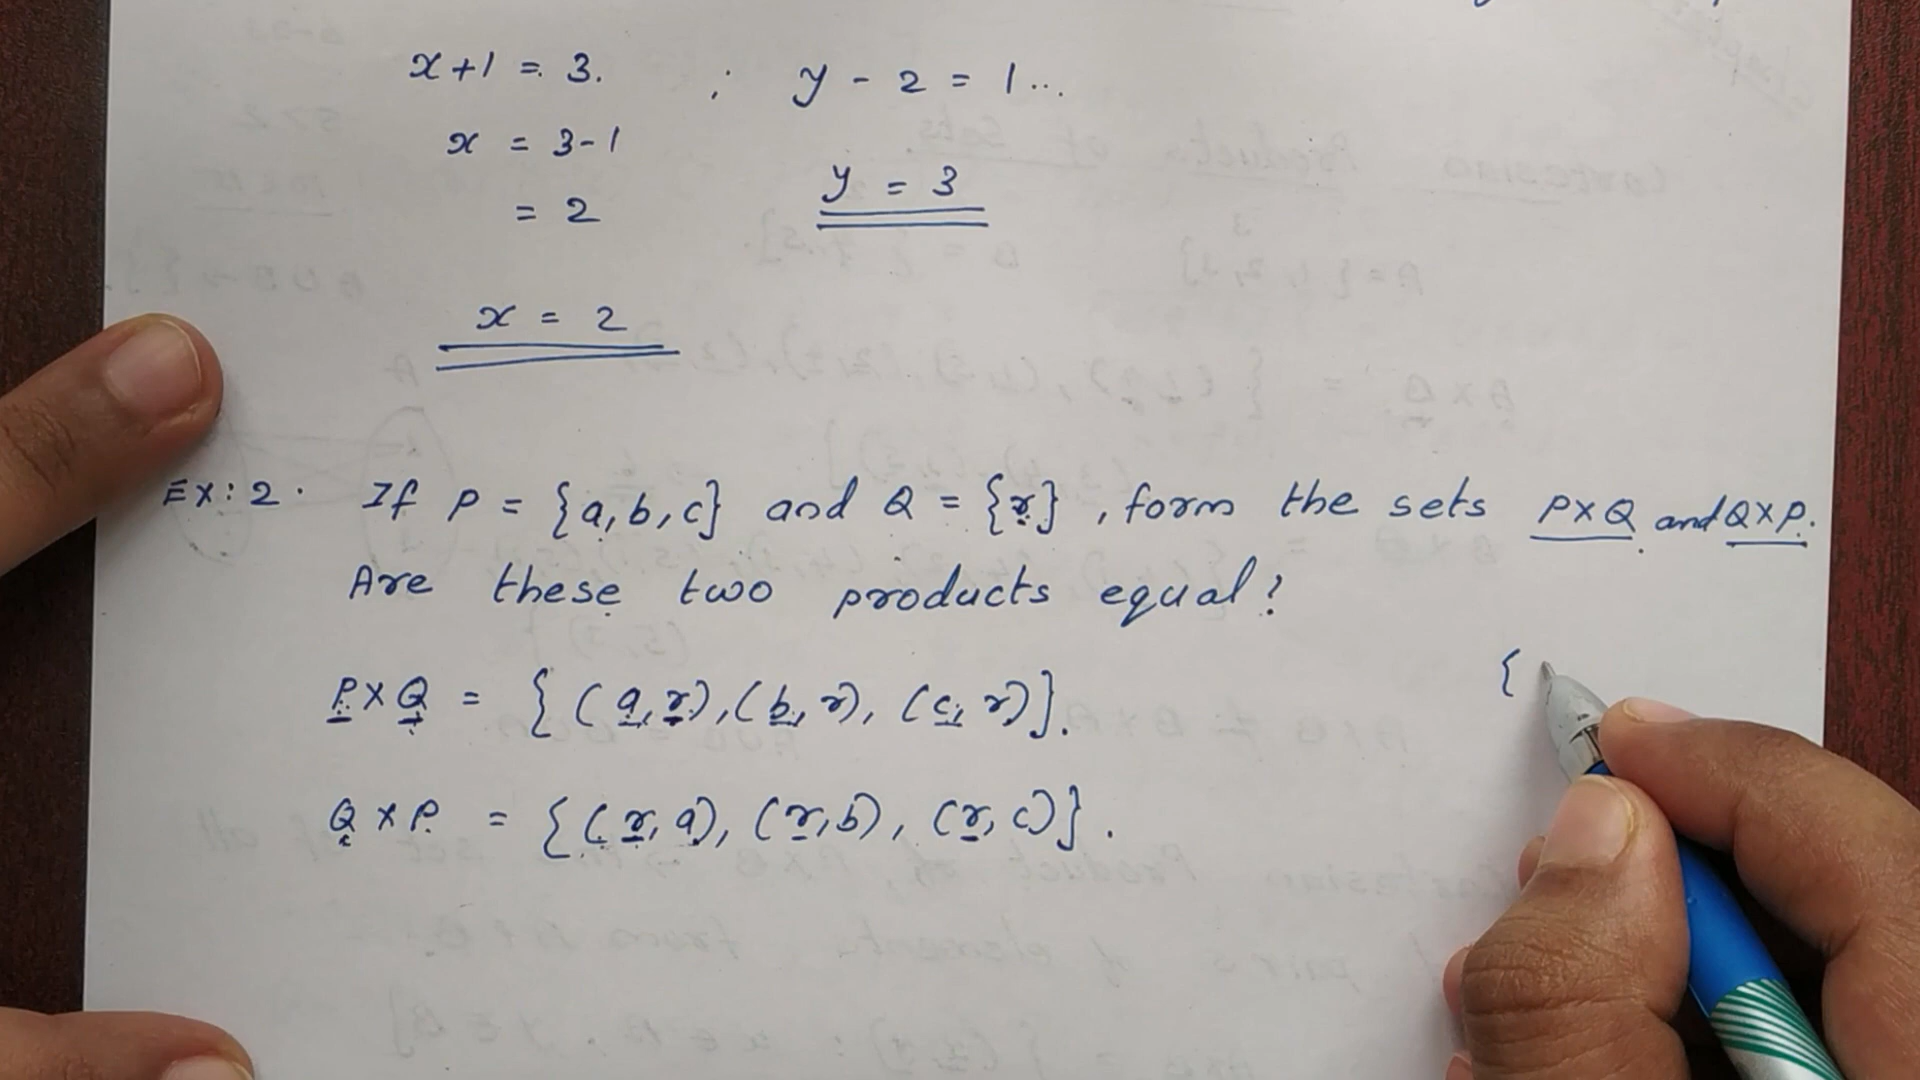 x+1 = 3. ; y - 2 = 1...
x = 3-1
y = 3
= 2
x = 2
EX: 2. If P = {a, b, c} and Q = {r}, form the sets P×Q and Q×P.
Are these two products equal?
P×Q = { (a, r), (b, r), (c, r)}.
{
Q × P = {(r, a), (r, b), (r, c)}.